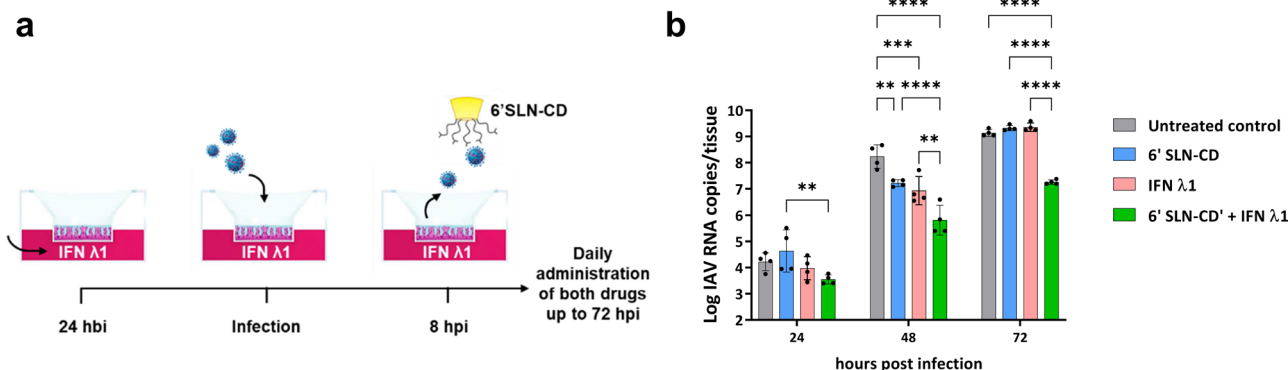 a
6'SLN-CD
IFN λ1
IFN λ1
IFN λ1
24 hbi
Infection
8 hpi
Daily
administration
of both drugs
up to 72 hpi
b
****
****
***
****
**
****
****
**
**
Log IAV RNA copies/tissue
10
9
8
7
6
5
4
3
2
24
48
72
hours post infection
Untreated control
6' SLN-CD
IFN λ1
6' SLN-CD' + IFN λ1